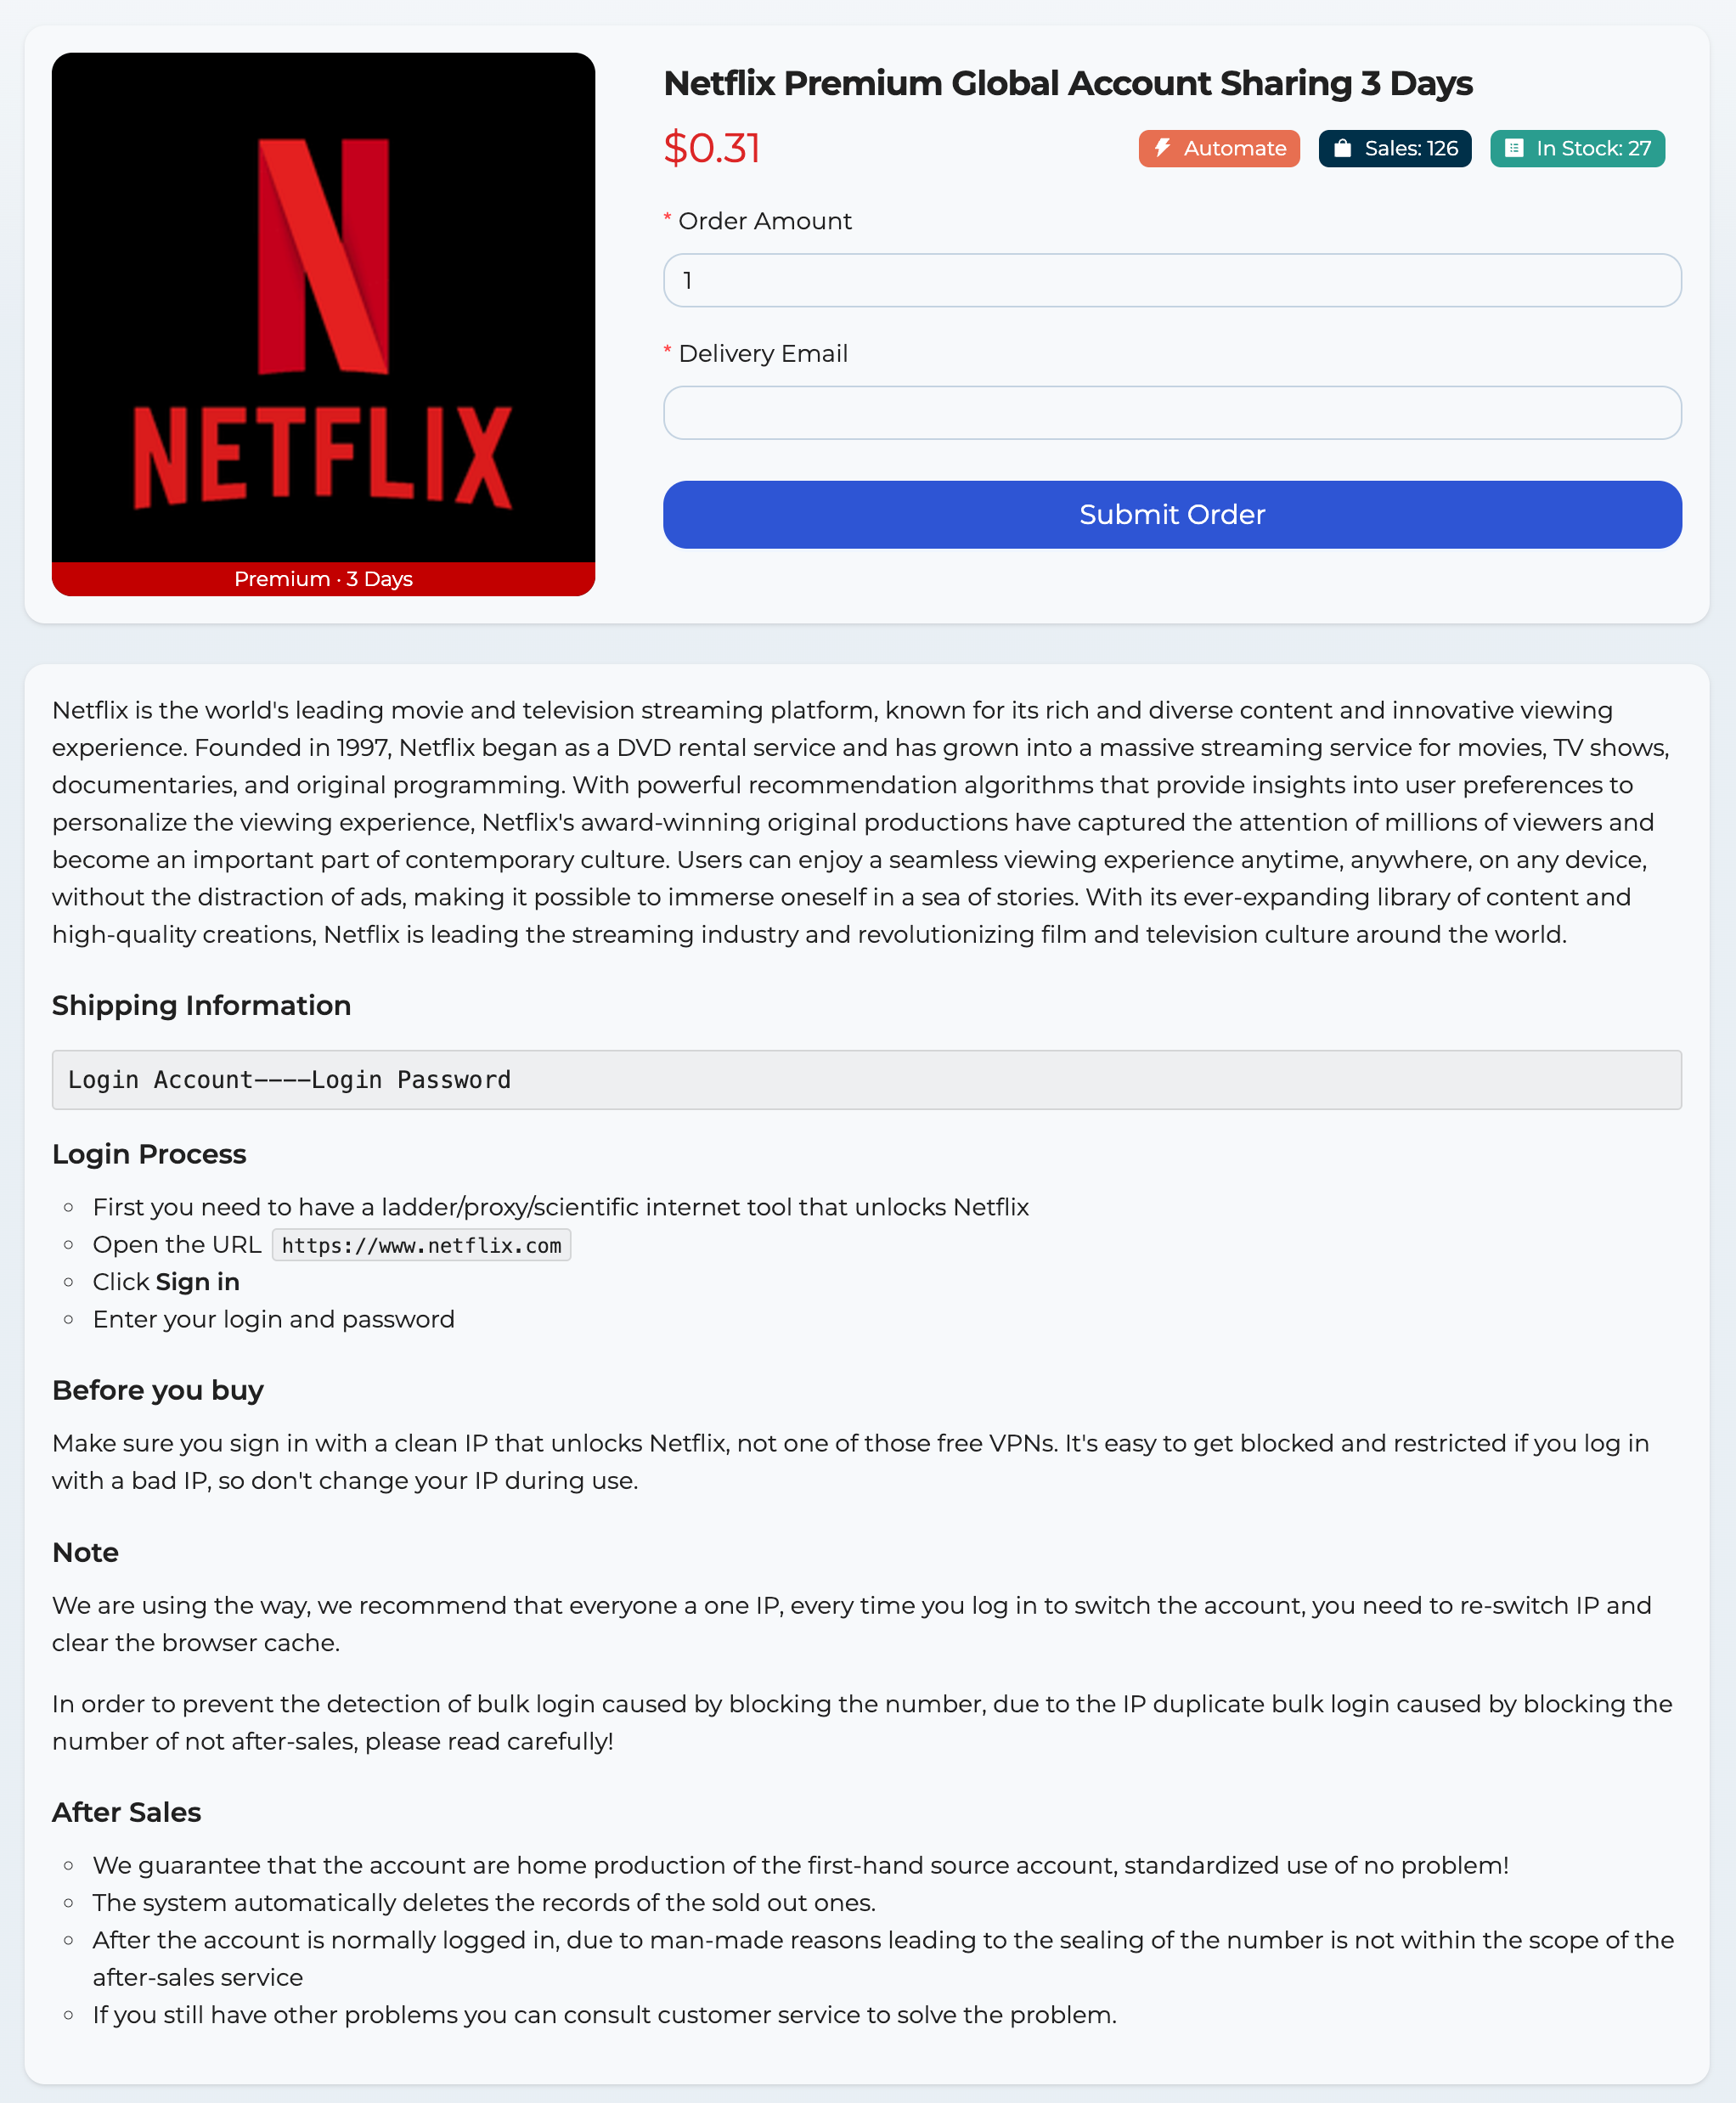 Netflix Premium Global Account Sharing 3 Days
$0.31
Automate
Sales: 126
In Stock: 27
* Order Amount
1
* Delivery Email
Submit Order
N
NETFLIX
Premium · 3 Days
Netflix is the world's leading movie and television streaming platform, known for its rich and diverse content and innovative viewing
experience. Founded in 1997, Netflix began as a DVD rental service and has grown into a massive streaming service for movies, TV shows,
documentaries, and original programming. With powerful recommendation algorithms that provide insights into user preferences to
personalize the viewing experience, Netflix's award-winning original productions have captured the attention of millions of viewers and
become an important part of contemporary culture. Users can enjoy a seamless viewing experience anytime, anywhere, on any device,
without the distraction of ads, making it possible to immerse oneself in a sea of stories. With its ever-expanding library of content and
high-quality creations, Netflix is leading the streaming industry and revolutionizing film and television culture around the world.
Shipping Information
Login Account----Login Password
Login Process
First you need to have a ladder/proxy/scientific internet tool that unlocks Netflix
Open the URL https://www.netflix.com
Click Sign in
Enter your login and password
Before you buy
Make sure you sign in with a clean IP that unlocks Netflix, not one of those free VPNs. It's easy to get blocked and restricted if you log in
with a bad IP, so don't change your IP during use.
Note
We are using the way, we recommend that everyone a one IP, every time you log in to switch the account, you need to re-switch IP and
clear the browser cache.
In order to prevent the detection of bulk login caused by blocking the number, due to the IP duplicate bulk login caused by blocking the
number of not after-sales, please read carefully!
After Sales
We guarantee that the account are home production of the first-hand source account, standardized use of no problem!
The system automatically deletes the records of the sold out ones.
After the account is normally logged in, due to man-made reasons leading to the sealing of the number is not within the scope of the
after-sales service
If you still have other problems you can consult customer service to solve the problem.